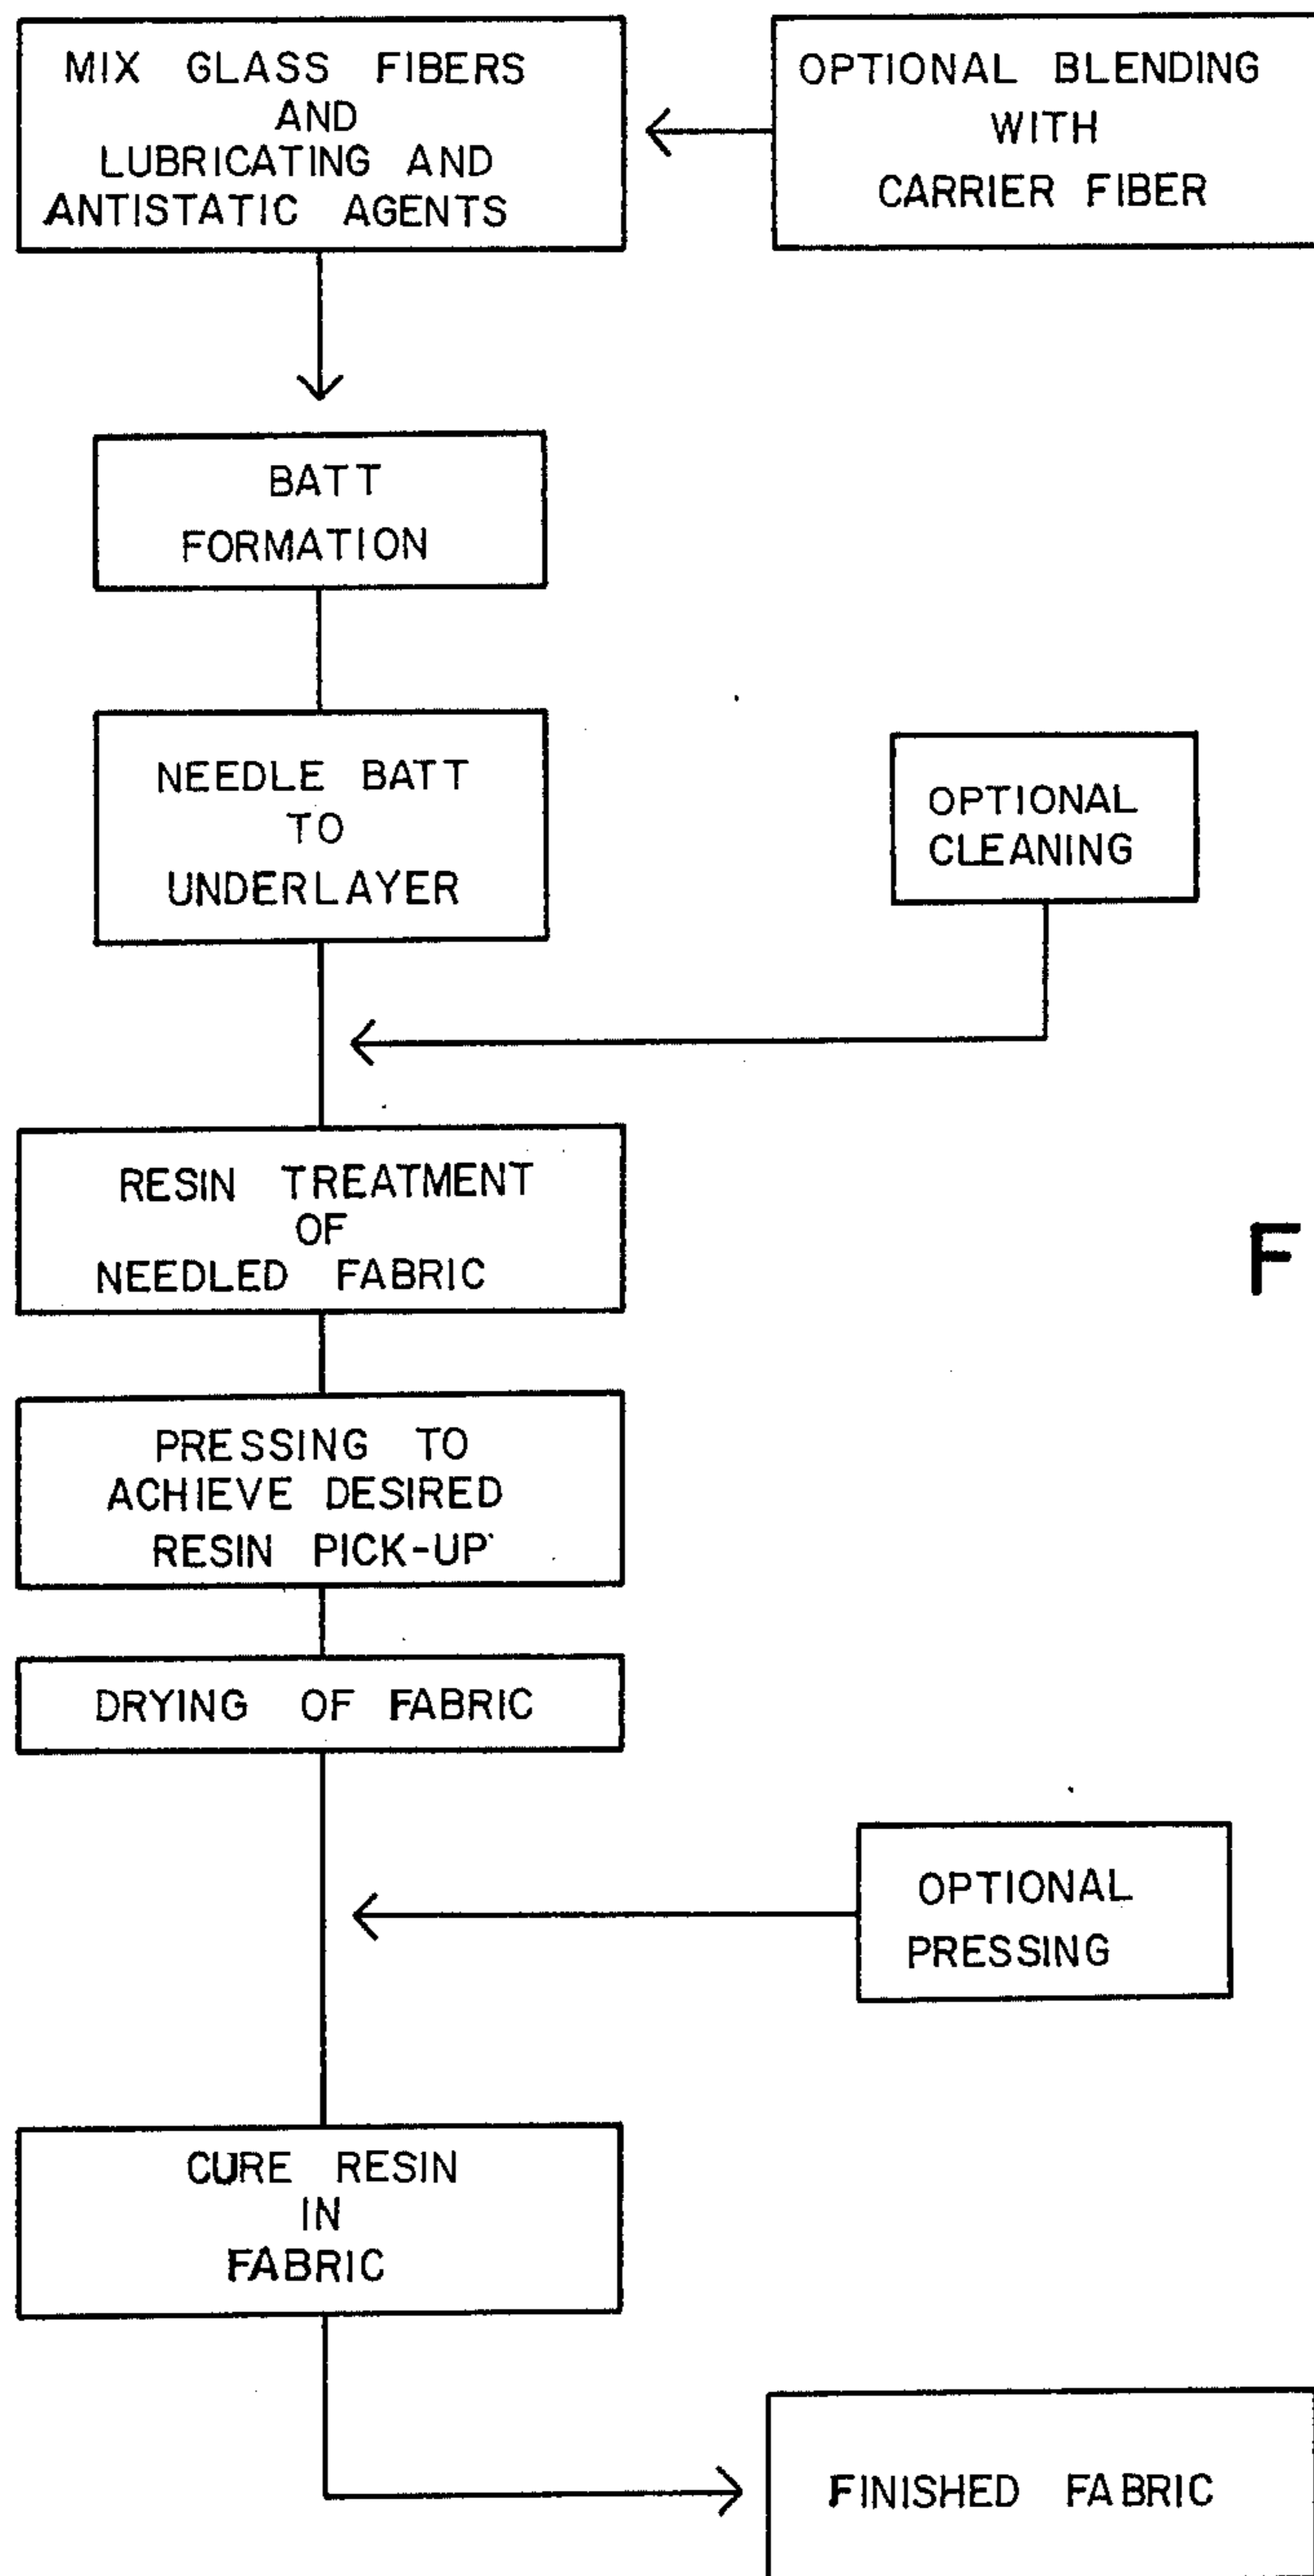 MIX GLASS FIBERS
AND
LUBRICATING AND
ANTISTATIC AGENTS
OPTIONAL BLENDING
WITH
CARRIER FIBER
BATT
FORMATION
NEEDLE BATT
TO
UNDERLAYER
OPTIONAL
CLEANING
RESIN TREATMENT
OF
NEEDLED FABRIC
F
PRESSING TO
ACHIEVE DESIRED
RESIN PICK-UP
DRYING OF FABRIC
OPTIONAL
PRESSING
CURE RESIN
IN
FABRIC
FINISHED FABRIC